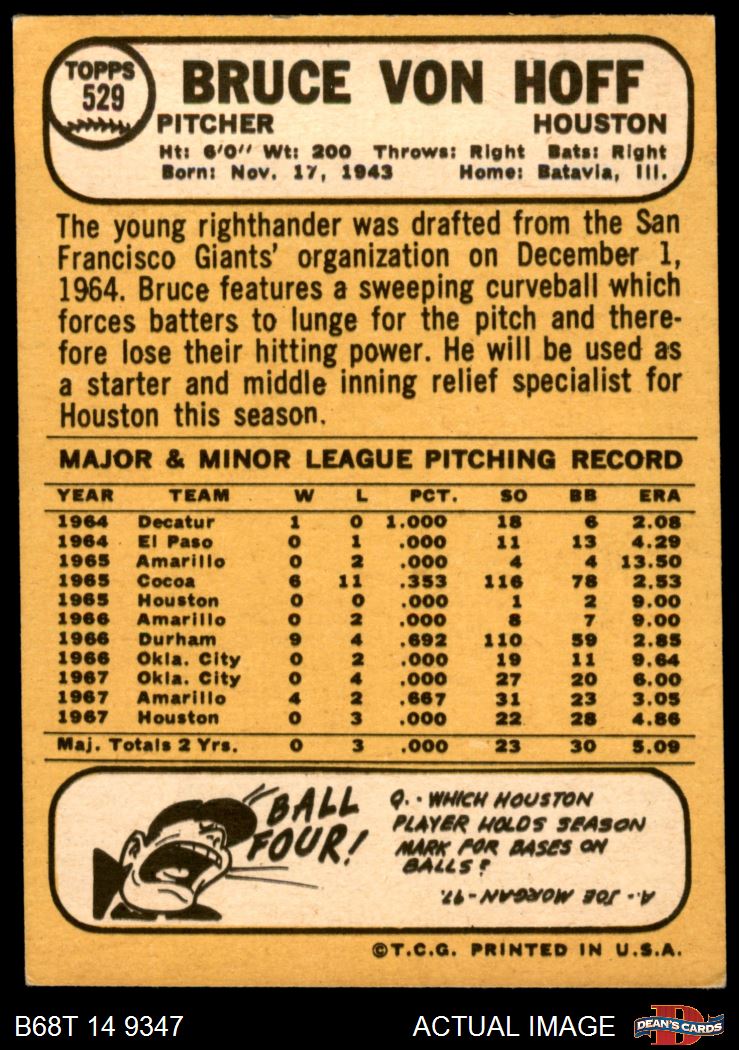 TOPPS
529
BRUCE VON HOFF
PITCHER HOUSTON
Ht: 6'0" Wt: 200 Throws: Right Bats: Right
Born: Nov. 17, 1943 Home: Batavia, Ill.
The young righthander was drafted from the San
Francisco Giants' organization on December 1,
1964. Bruce features a sweeping curveball which
forces batters to lunge for the pitch and there-
fore lose their hitting power. He will be used as
a starter and middle inning relief specialist for
Houston this season.
MAJOR & MINOR LEAGUE PITCHING RECORD
YEAR TEAM W L PCT. SO BB ERA
1964 Decatur 1 0 1.000 18 6 2.08
1964 El Paso 0 1 .000 11 13 4.29
1965 Amarillo 0 2 .000 4 4 13.50
1965 Cocoa 6 11 .353 116 78 2.53
1965 Houston 0 0 .000 1 2 9.00
1966 Amarillo 0 2 .000 8 7 9.00
1966 Durham 9 4 .692 110 59 2.85
1966 Okla. City 0 2 .000 19 11 9.64
1967 Okla. City 0 4 .000 27 20 6.00
1967 Amarillo 4 2 .667 31 23 3.05
1967 Houston 0 3 .000 22 28 4.86
Maj. Totals 2 Yrs. 0 3 .000 23 30 5.09
BALL
FOUR!
Q. - WHICH HOUSTON
PLAYER HOLDS SEASON
MARK FOR BASES ON
BALLS?
A. - JOE MORGAN - 97.
©T.C.G. PRINTED IN U.S.A.
B68T 14 9347 ACTUAL IMAGE
D
DEAN'S CARDS